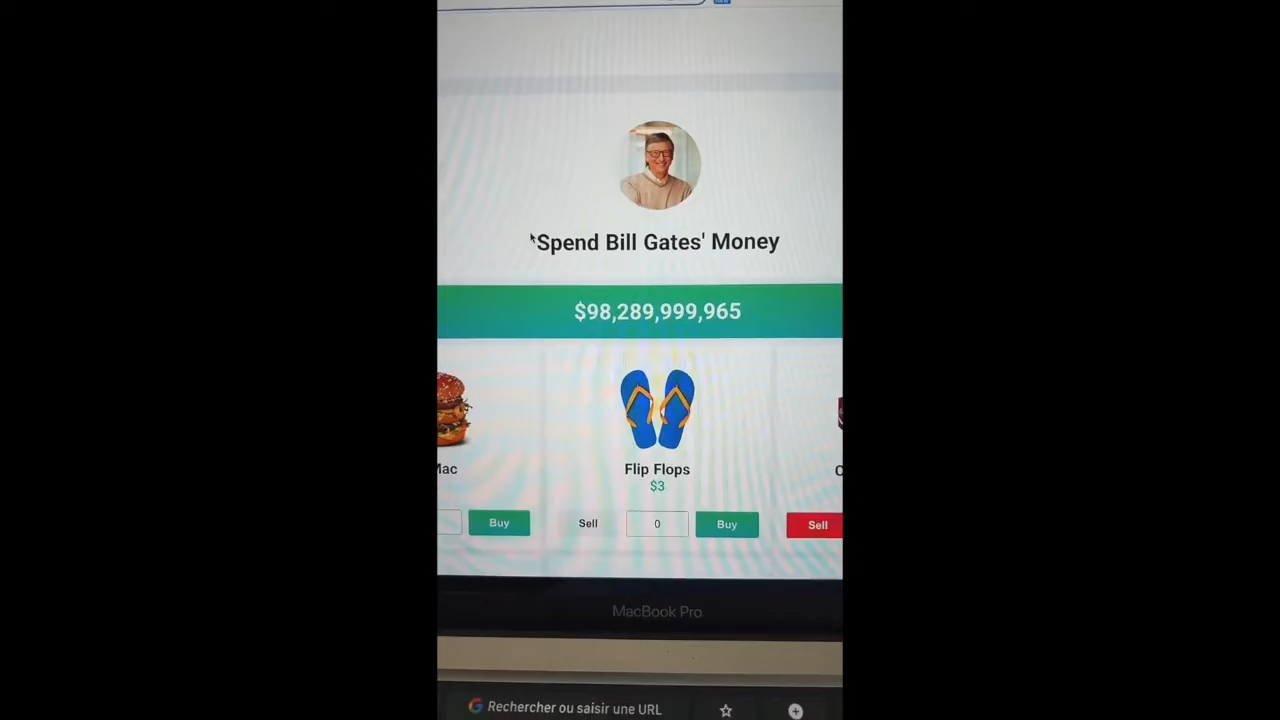 Spend Bill Gates' Money
$98,289,999,965
Flip Flops
$3
Buy
Sell
0
Buy
Sell
MacBook Pro
Rechercher ou saisir une URL